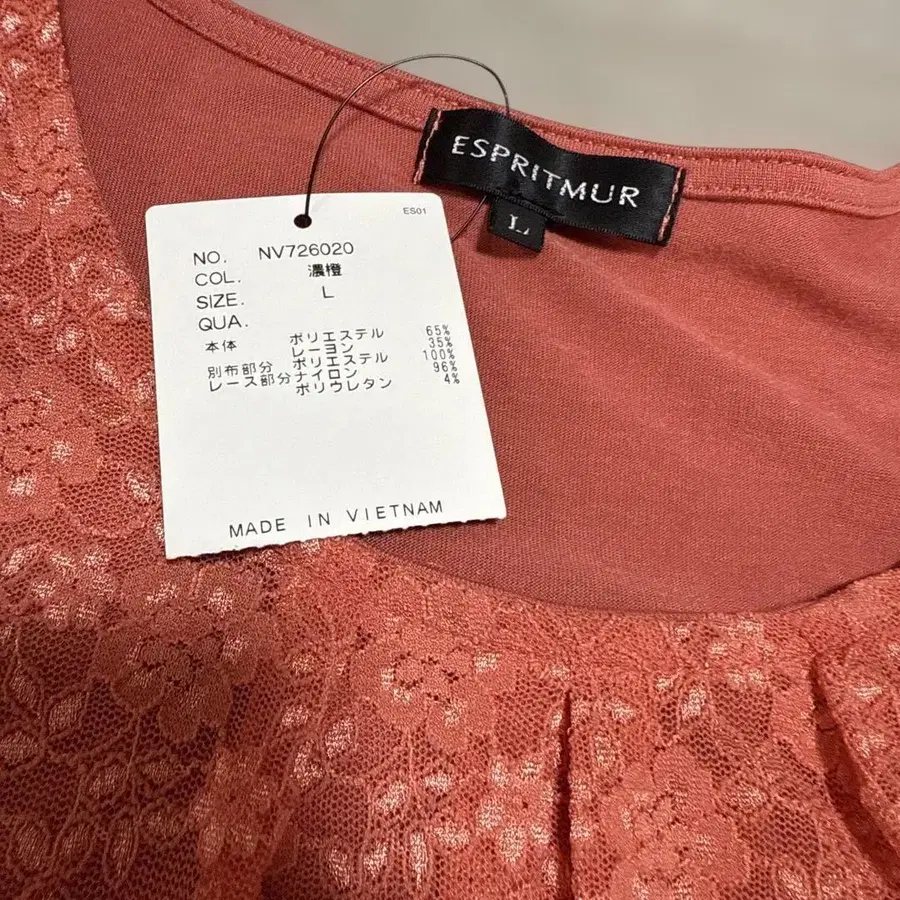 ESPRITMUR
L
ES01
NO. NV726020
COL. 濃橙
SIZE. L
QUA.
本体 ポリエステル 65%
レーヨン 35%
別布部分 ポリエステル 100%
レース部分 ナイロン 96%
ポリウレタン 4%
MADE IN VIETNAM